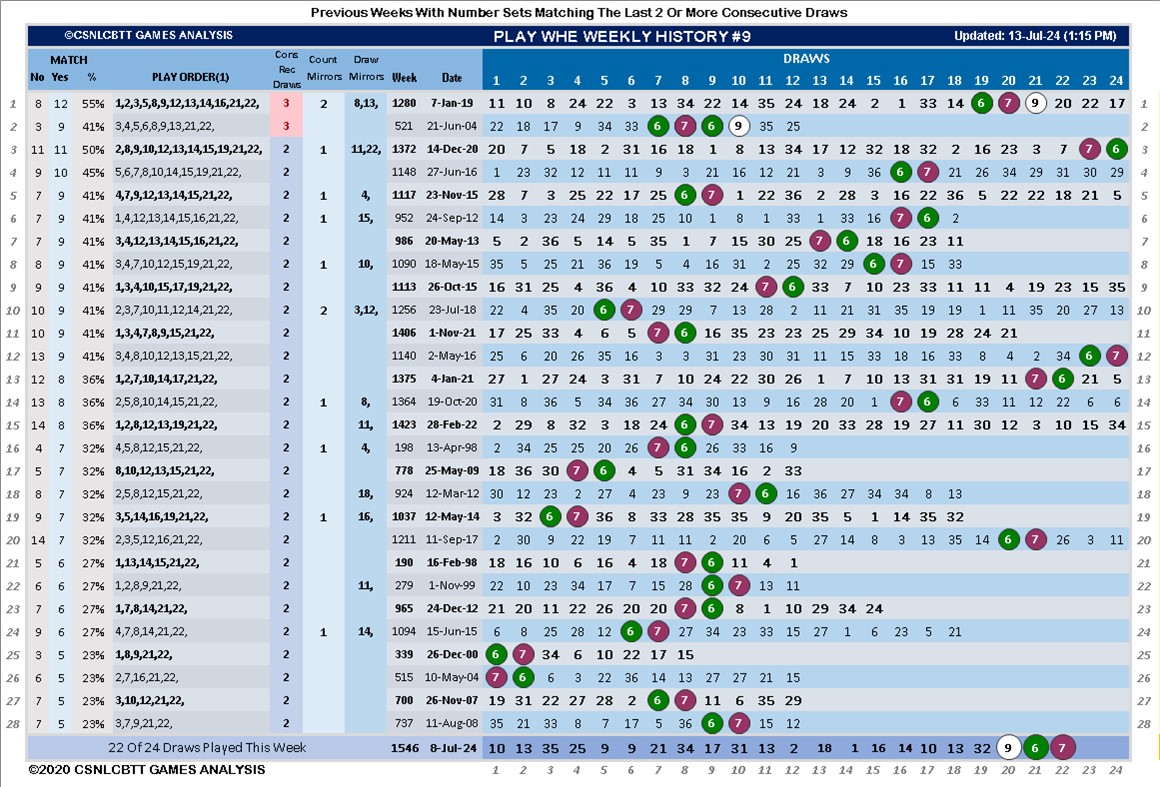 Previous Weeks With Number Sets Matching The Last 2 Or More Consecutive Draws
©CSNLCBTT GAMES ANALYSIS PLAY WHE WEEKLY HISTORY #9 Updated: 13-Jul-24 (1:15 PM)
MATCH Cons Rec Draws Count Mirrors Draw Mirrors DRAWS
No Yes % PLAY ORDER(1) Week Date 1 2 3 4 5 6 7 8 9 10 11 12 13 14 15 16 17 18 19 20 21 22 23 24
1 8 12 55% 1,2,3,5,8,9,12,13,14,16,21,22, 3 2 8,13, 1280 7-Jan-19 11 10 8 24 22 3 13 34 22 14 35 24 18 24 2 1 33 14 6 7 9 20 22 17 1
2 3 9 41% 3,4,5,6,8,9,13,21,22, 3 521 21-Jun-04 22 18 17 9 34 33 6 7 6 9 35 25 2
3 11 11 50% 2,8,9,10,12,13,14,15,19,21,22, 2 1 11,22, 1372 14-Dec-20 20 7 5 18 2 31 16 18 1 8 13 34 17 12 32 18 32 2 16 23 3 7 7 6 3
4 9 10 45% 5,6,7,8,10,14,15,19,21,22, 2 1148 27-Jun-16 1 23 32 12 11 11 9 3 21 16 12 21 3 9 36 6 7 21 26 34 29 31 30 29 4
5 7 9 41% 4,7,9,12,13,14,15,21,22, 2 1 4, 1117 23-Nov-15 28 7 3 25 22 17 25 6 7 1 22 36 2 28 3 16 22 36 5 22 22 18 21 5 5
6 7 9 41% 1,4,12,13,14,15,16,21,22, 2 1 15, 952 24-Sep-12 14 3 23 24 29 18 25 10 1 8 1 33 1 33 16 7 6 2 6
7 7 9 41% 3,4,12,13,14,15,16,21,22, 2 986 20-May-13 5 2 36 5 14 5 35 1 7 15 30 25 7 6 18 16 23 11 7
8 8 9 41% 3,4,7,10,12,15,19,21,22, 2 1 10, 1090 18-May-15 35 5 25 21 36 19 5 4 16 31 2 25 32 29 6 7 15 33 8
9 9 9 41% 1,3,4,10,15,17,19,21,22, 2 1113 26-Oct-15 16 31 25 4 36 4 10 33 32 24 7 6 33 7 10 23 33 11 11 4 19 23 15 35 9
10 10 9 41% 2,3,7,10,11,12,14,21,22, 2 2 3,12, 1256 23-Jul-18 22 4 35 20 6 7 29 29 7 13 28 2 11 21 31 35 19 19 1 11 35 20 27 13 10
11 10 9 41% 1,3,4,7,8,9,15,21,22, 2 1406 1-Nov-21 17 25 33 4 6 5 7 6 16 35 23 23 25 29 34 10 19 28 24 21 11
12 13 9 41% 3,4,8,10,12,13,15,21,22, 2 1140 2-May-16 25 6 20 26 35 16 3 3 31 23 30 31 11 15 33 18 16 33 8 4 2 34 6 7 12
13 12 8 36% 1,2,7,10,14,17,21,22, 2 1375 4-Jan-21 27 1 27 24 3 31 7 10 24 22 30 26 1 7 10 13 31 31 19 11 7 6 21 5 13
14 13 8 36% 2,5,8,10,14,15,21,22, 2 1 8, 1364 19-Oct-20 31 8 36 5 34 36 27 34 30 13 9 16 28 20 1 7 6 6 33 11 12 22 6 6 14
15 14 8 36% 1,2,8,12,13,19,21,22, 2 11, 1423 28-Feb-22 2 29 8 32 3 18 24 6 7 34 13 19 20 33 28 19 27 11 30 12 3 10 15 34 15
16 4 7 32% 4,5,8,12,15,21,22, 2 1 4, 198 13-Apr-98 2 34 25 25 20 26 7 6 26 33 16 9 16
17 5 7 32% 8,10,12,13,15,21,22, 2 778 25-May-09 18 36 30 7 6 4 5 31 34 16 2 33 17
18 8 7 32% 2,5,8,12,15,21,22, 2 18, 924 12-Mar-12 30 12 23 2 27 4 23 9 23 7 6 16 36 27 34 34 8 13 18
19 9 7 32% 3,5,14,16,19,21,22, 2 1 16, 1037 12-May-14 3 32 6 7 36 8 33 28 35 35 9 20 35 5 1 14 35 32 19
20 14 7 32% 2,3,5,12,16,21,22, 2 1211 11-Sep-17 2 30 9 22 19 7 11 11 2 20 6 5 27 14 8 3 13 35 14 6 7 26 3 11 20
21 5 6 27% 1,13,14,15,21,22, 2 190 16-Feb-98 18 16 10 6 16 4 18 7 6 11 4 1 21
22 6 6 27% 1,2,8,9,21,22, 2 11, 279 1-Nov-99 22 10 23 34 17 7 15 28 6 7 13 11 22
23 7 6 27% 1,7,8,14,21,22, 2 965 24-Dec-12 21 20 11 22 26 20 20 7 6 8 1 10 29 34 24 23
24 9 6 27% 4,7,8,14,21,22, 2 1 14, 1094 15-Jun-15 6 8 25 28 12 6 7 27 34 23 33 15 27 1 6 23 5 21 24
25 3 5 23% 1,8,9,21,22, 2 339 26-Dec-00 6 7 34 6 10 22 17 15 25
26 6 5 23% 2,7,16,21,22, 2 515 10-May-04 7 6 6 3 22 36 14 13 27 27 21 15 26
27 7 5 23% 3,10,12,21,22, 2 700 26-Nov-07 19 31 22 27 28 2 6 7 11 6 35 29 27
28 7 5 23% 3,7,9,21,22, 2 737 11-Aug-08 35 21 33 8 7 17 5 36 6 7 15 12 28
22 Of 24 Draws Played This Week 1546 8-Jul-24 10 13 35 25 9 9 21 34 17 31 13 2 18 1 16 14 10 13 32 9 6 7
©2020 CSNLCBTT GAMES ANALYSIS 1 2 3 4 5 6 7 8 9 10 11 12 13 14 15 16 17 18 19 20 21 22 23 24